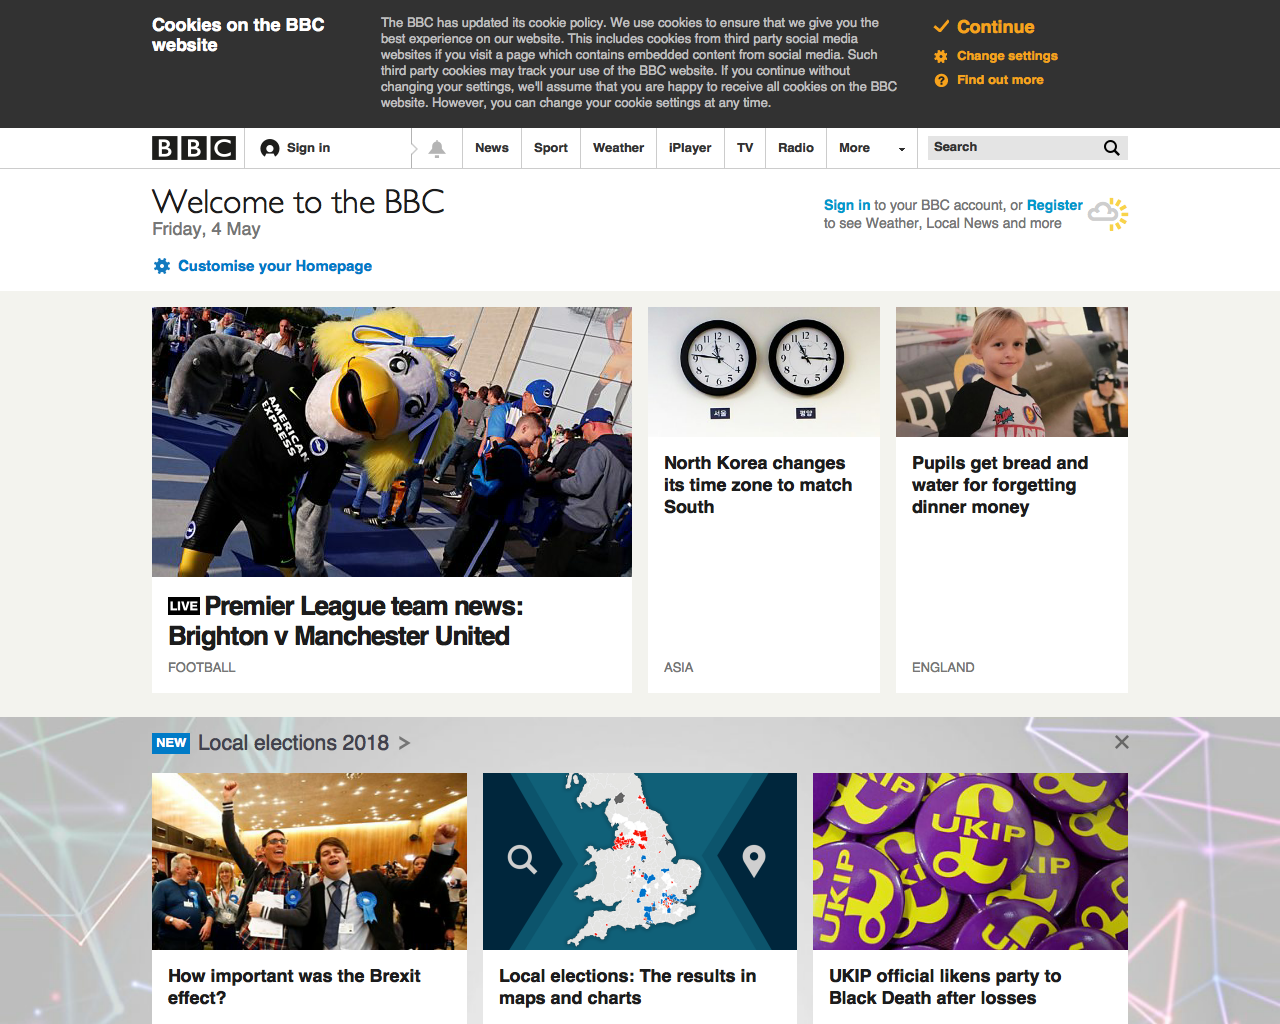 Cookies on the BBC
website
The BBC has updated its cookie policy. We use cookies to ensure that we give you the
best experience on our website. This includes cookies from third party social media
websites if you visit a page which contains embedded content from social media. Such
third party cookies may track your use of the BBC website. If you continue without
changing your settings, we'll assume that you are happy to receive all cookies on the BBC
website. However, you can change your cookie settings at any time.
Continue
Change settings
Find out more
BBC
Sign in
News
Sport
Weather
iPlayer
TV
Radio
More
Search
Welcome to the BBC
Friday, 4 May
Sign in to your BBC account, or Register
to see Weather, Local News and more
Customise your Homepage
AMERICAN
EXPRESS
서울
평양
North Korea changes
its time zone to match
South
ASIA
Pupils get bread and
water for forgetting
dinner money
ENGLAND
LIVE Premier League team news:
Brighton v Manchester United
FOOTBALL
NEW Local elections 2018 >
UKIP
UKIP
UKIP
How important was the Brexit
effect?
Local elections: The results in
maps and charts
UKIP official likens party to
Black Death after losses